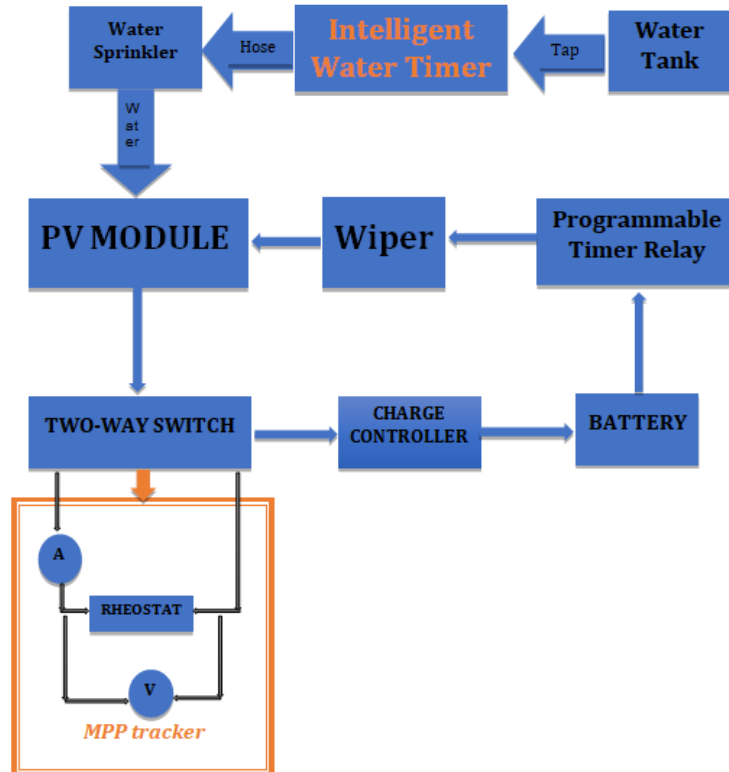 Water
Sprinkler
Hose
Intelligent
Water Timer
Tap
Water
Tank
W
at
er
PV MODULE
Wiper
Programmable
Timer Relay
TWO-WAY SWITCH
CHARGE
CONTROLLER
BATTERY
A
RHEOSTAT
V
MPP tracker